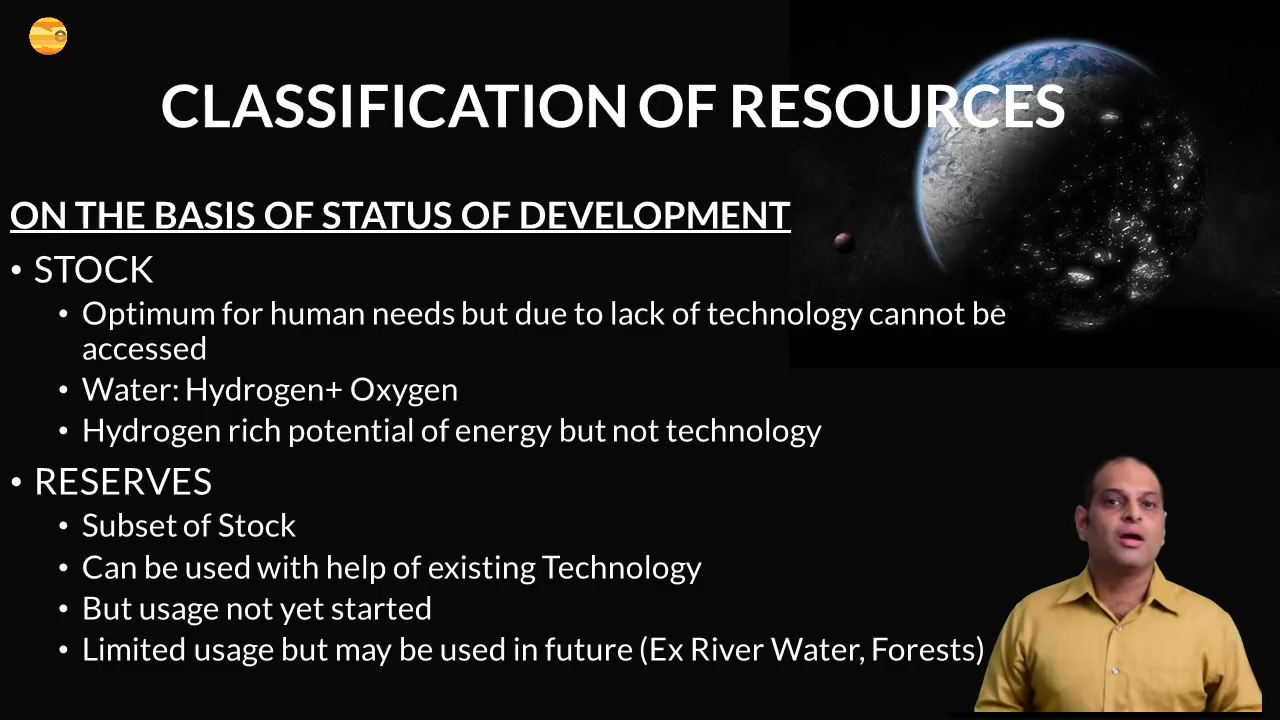 CLASSIFICATION OF RESOURCES
ON THE BASIS OF STATUS OF DEVELOPMENT
• STOCK
• Optimum for human needs but due to lack of technology cannot be
accessed
• Water: Hydrogen+ Oxygen
• Hydrogen rich potential of energy but not technology
• RESERVES
• Subset of Stock
• Can be used with help of existing Technology
• But usage not yet started
• Limited usage but may be used in future (Ex River Water, Forests)